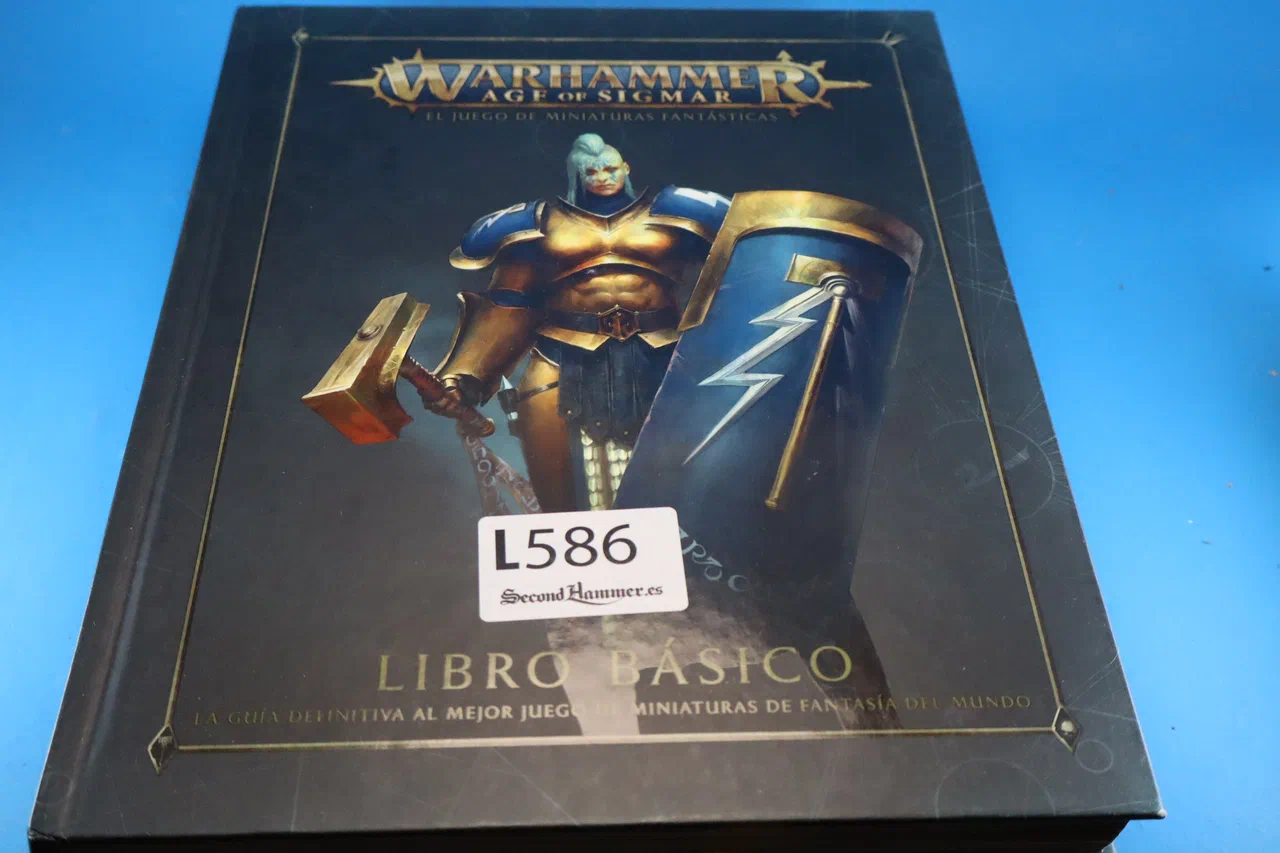 WARHAMMER
AGE OF SIGMAR
EL JUEGO DE MINIATURAS FANTÁSTICAS
L586
SecondHammer.es
LIBRO BÁSICO
LA GUÍA DEFINITIVA AL MEJOR JUEGO DE MINIATURAS DE FANTASÍA DEL MUNDO